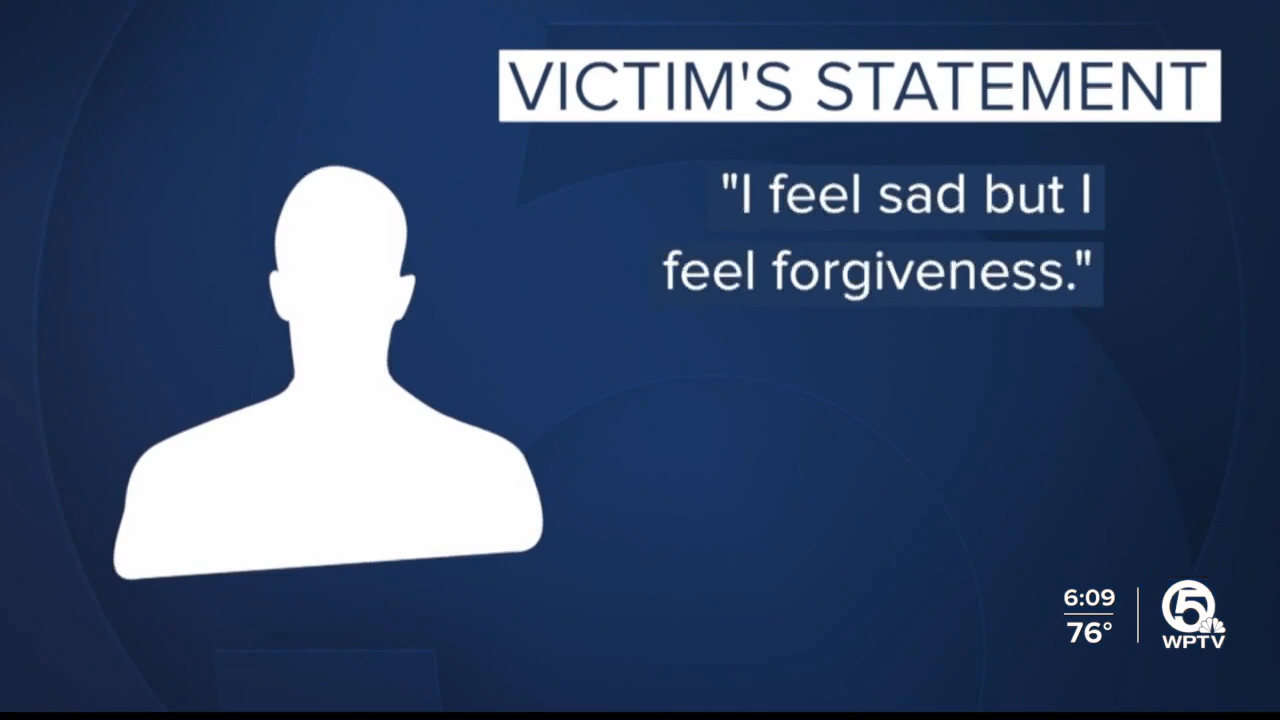 VICTIM'S STATEMENT
"I feel sad but I
feel forgiveness."
6:09
76°
5
WPTV